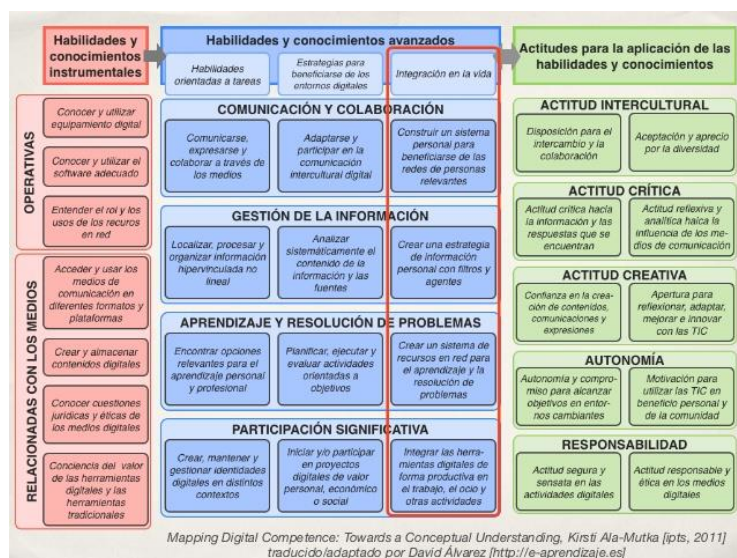 Habilidades y
conocimientos
instrumentales
OPERATIVAS
Conocer y utilizar
equipamiento digital
Conocer y utilizar el
software adecuado
Entender el rol y los
usos de los recuros
en red
RELACIONADAS CON LOS MEDIOS
Acceder y usar los
medios de
comunicación en
diferentes formatos y
plataformas
Crear y almacenar
contenidos digitales
Conocer cuestiones
jurídicas y éticas de
los medios digitales
Conciencia del valor
de las herramientas
digitales y las
herramientas
tradicionales
Habilidades y conocimientos avanzados
Habilidades
orientadas a tareas
Estrategias para
beneficiarse de los
entornos digitales
Integración en la vida
COMUNICACIÓN Y COLABORACIÓN
Comunicarse,
expresarse y
colaborar a través de
los medios
Adaptarse y
participar en la
comunicación
intercultural digital
Construir un sistema
personal para
beneficiarse de las
redes de personas
relevantes
GESTIÓN DE LA INFORMACIÓN
Localizar, procesar y
organizar información
hipervinculada no
lineal
Analizar
sistemáticamente el
contenido de la
información y las
fuentes
Crear una estrategia
de información
personal con filtros y
agentes
APRENDIZAJE Y RESOLUCIÓN DE PROBLEMAS
Encontrar opciones
relevantes para el
aprendizaje personal
y profesional
Planificar, ejecutar y
evaluar actividades
orientadas a
objetivos
Crear un sistema de
recursos en red para
el aprendizaje y la
resolución de
problemas
PARTICIPACIÓN SIGNIFICATIVA
Crear, mantener y
gestionar identidades
digitales en distintos
contextos
Iniciar y/o participar
en proyectos
digitales de valor
personal, económico
o social
Integrar las herra-
mientas digitales de
forma productiva en
el trabajo, el ocio y
otras actividades
Actitudes para la aplicación de las
habilidades y conocimientos
ACTITUD INTERCULTURAL
Disposición para el
intercambio y la
colaboración
Aceptación y aprecio
por la diversidad
ACTITUD CRÍTICA
Actitud crítica hacia
la información y las
respuestas que se
encuentran
Actitud reflexiva y
analítica haica la
influencia de los me-
dios de comunicación
ACTITUD CREATIVA
Confianza en la crea-
ción de contenidos,
comunicaciones y
expresiones
Apertura para
reflexionar, adaptar,
mejorar e innovar
con las TIC
AUTONOMÍA
Autonomía y compro-
miso para alcanzar
objetivos en entor-
nos cambiantes
Motivación para
utilizar las TIC en
beneficio personal y
de la comunidad
RESPONSABILIDAD
Actitud segura y
sensata en las
actividades digitales
Actitud responsable y
ética en los medios
digitales
Mapping Digital Competence: Towards a Conceptual Understanding, Kirsti Ala-Mutka [ipts, 2011]
traducido/adaptado por David Álvarez [http://e-aprendizaje.es]